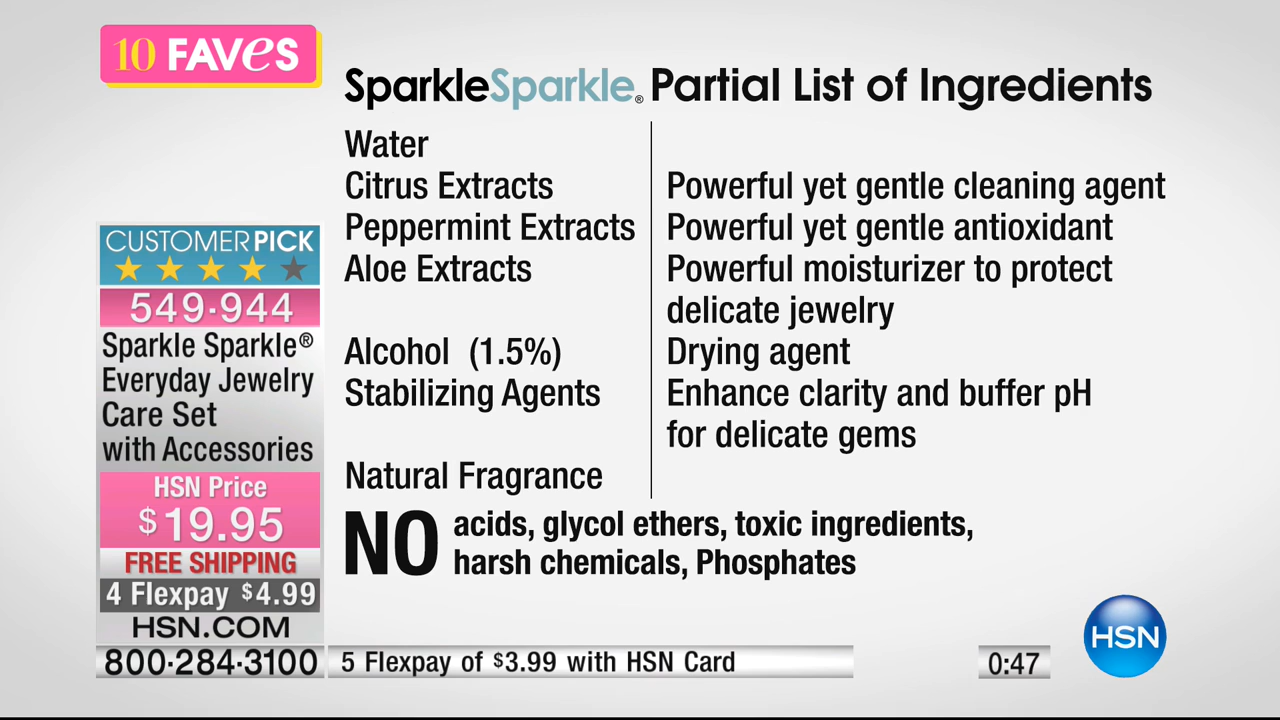 10 FAVeS
SparkleSparkle® Partial List of Ingredients
Water
Citrus Extracts Powerful yet gentle cleaning agent
Peppermint Extracts Powerful yet gentle antioxidant
Aloe Extracts Powerful moisturizer to protect
delicate jewelry
Alcohol (1.5%) Drying agent
Stabilizing Agents Enhance clarity and buffer pH
for delicate gems
Natural Fragrance
NO acids, glycol ethers, toxic ingredients,
harsh chemicals, Phosphates
CUSTOMER PICK
549·944
Sparkle Sparkle®
Everyday Jewelry
Care Set
with Accessories
HSN Price
$19.95
FREE SHIPPING
4 Flexpay $4.99
HSN.COM
800·284·3100
5 Flexpay of $3.99 with HSN Card
0:47
HSN